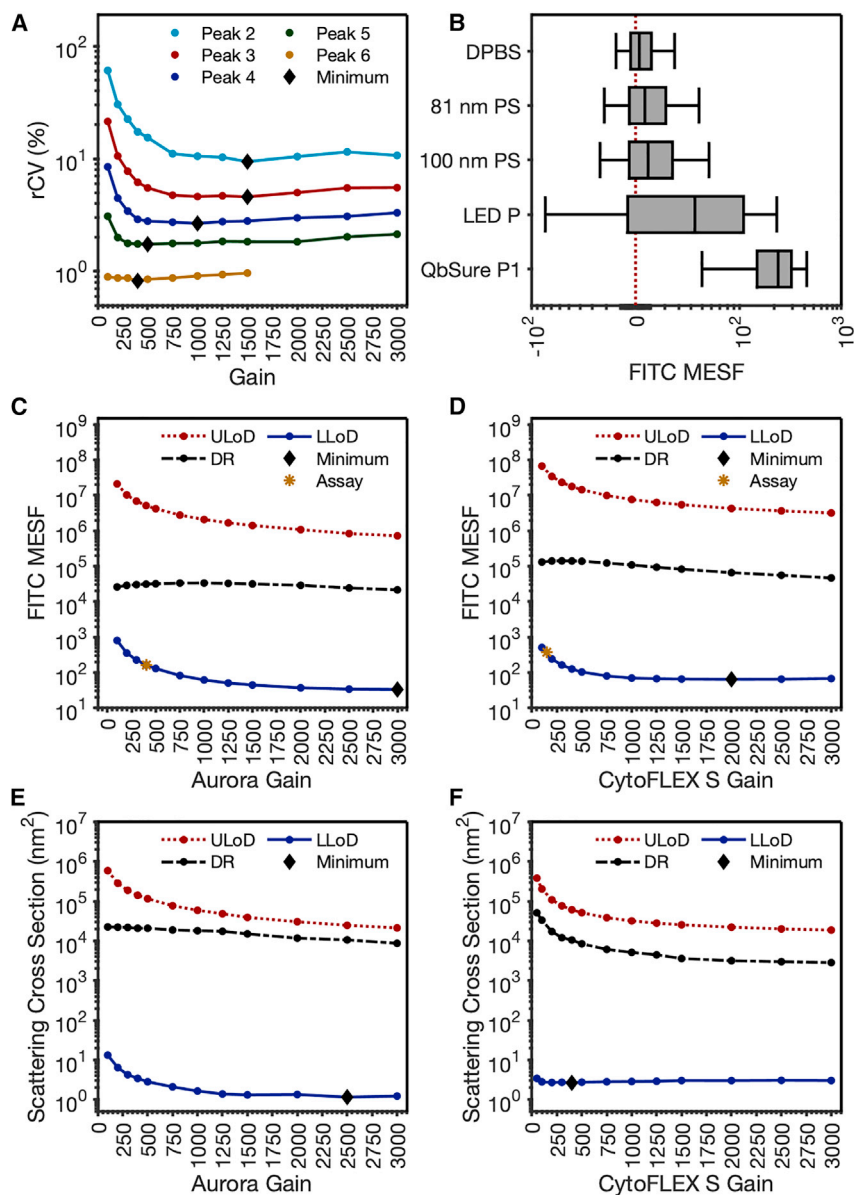 A
Peak 2
Peak 5
Peak 3
Peak 6
Peak 4
Minimum
rCV (%)
10²
10¹
10⁰
0 250 500 750 1000 1250 1500 1750 2000 2250 2500 2750 3000
Gain
B
DPBS
81 nm PS
100 nm PS
LED P
QbSure P1
-10² 0 10² 10³
FITC MESF
C
ULoD
LLoD
DR
Minimum
Assay
FITC MESF
10⁹
10⁸
10⁷
10⁶
10⁵
10⁴
10³
10²
10¹
0 250 500 750 1000 1250 1500 1750 2000 2250 2500 2750 3000
Aurora Gain
D
ULoD
LLoD
DR
Minimum
Assay
FITC MESF
10⁹
10⁸
10⁷
10⁶
10⁵
10⁴
10³
10²
10¹
0 250 500 750 1000 1250 1500 1750 2000 2250 2500 2750 3000
CytoFLEX S Gain
E
ULoD
LLoD
DR
Minimum
Scattering Cross Section (nm²)
10⁷
10⁶
10⁵
10⁴
10³
10²
10¹
10⁰
0 250 500 750 1000 1250 1500 1750 2000 2250 2500 2750 3000
Aurora Gain
F
ULoD
LLoD
DR
Minimum
Scattering Cross Section (nm²)
10⁷
10⁶
10⁵
10⁴
10³
10²
10¹
10⁰
0 250 500 750 1000 1250 1500 1750 2000 2250 2500 2750 3000
CytoFLEX S Gain